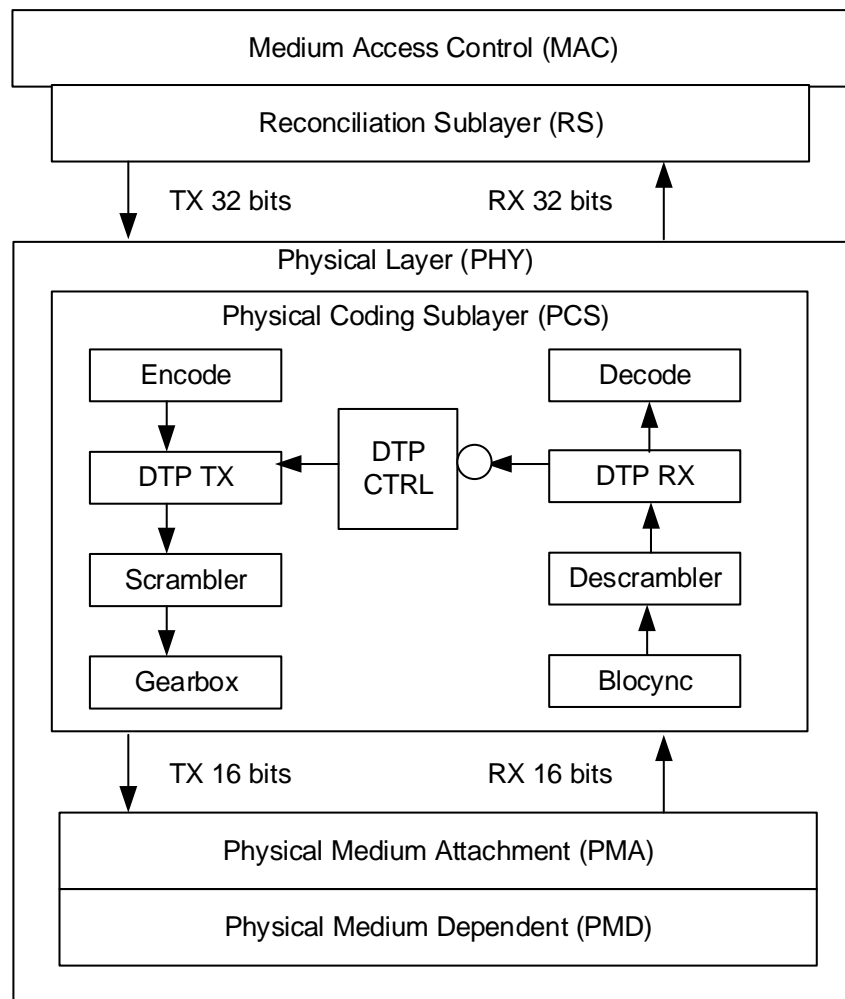 Medium Access Control (MAC)
Reconciliation Sublayer (RS)
TX 32 bits
RX 32 bits
Physical Layer (PHY)
Physical Coding Sublayer (PCS)
Encode
Decode
DTP
CTRL
DTP TX
DTP RX
Scrambler
Descrambler
Gearbox
Blocync
TX 16 bits
RX 16 bits
Physical Medium Attachment (PMA)
Physical Medium Dependent (PMD)